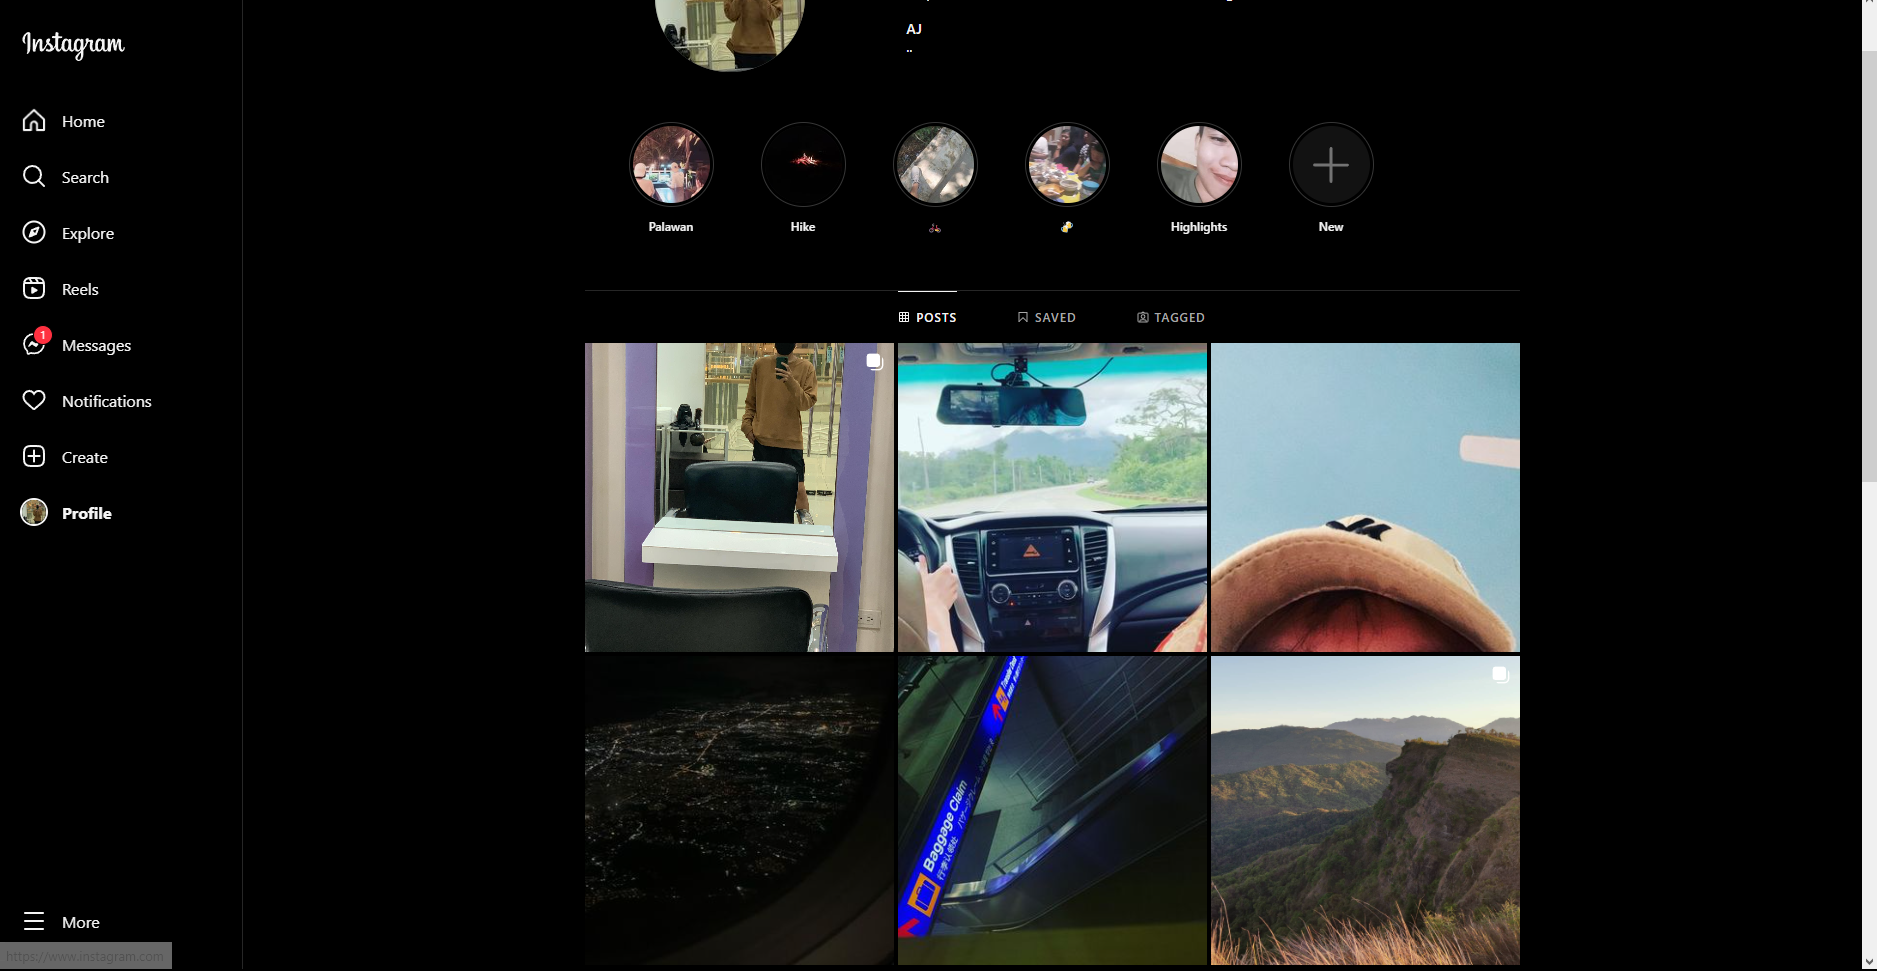 Instagram
Home
Search
Explore
Reels
1
Messages
Notifications
Create
Profile
More
https://www.instagram.com
AJ
..
Palawan
Hike
Highlights
New
POSTS
SAVED
TAGGED
Baggage Claim